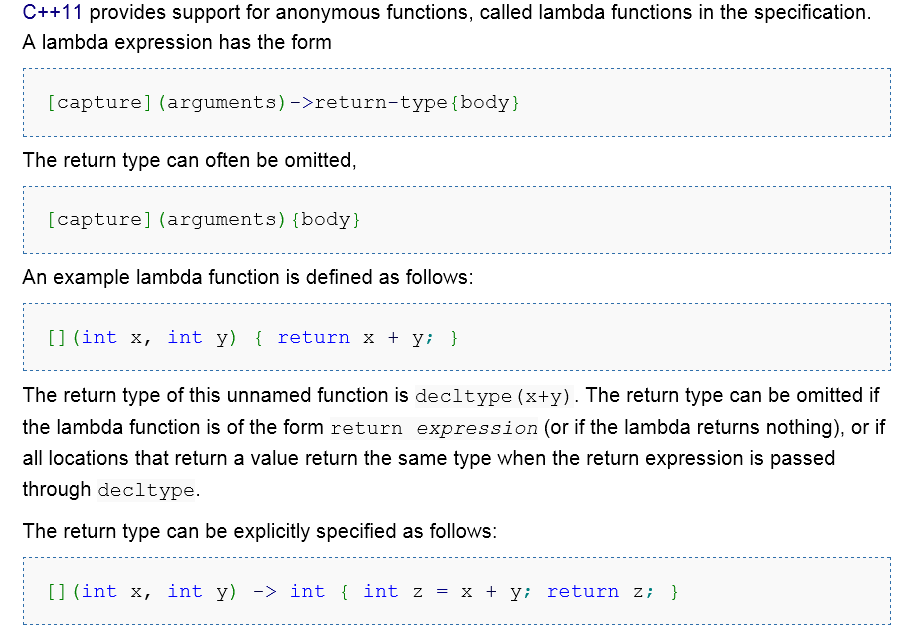 C++11 provides support for anonymous functions, called lambda functions in the specification.
A lambda expression has the form
[capture](arguments)->return-type{body}
The return type can often be omitted,
[capture](arguments){body}
An example lambda function is defined as follows:
[](int x, int y) { return x + y; }
The return type of this unnamed function is decltype(x+y). The return type can be omitted if
the lambda function is of the form return expression (or if the lambda returns nothing), or if
all locations that return a value return the same type when the return expression is passed
through decltype.
The return type can be explicitly specified as follows:
[](int x, int y) -> int { int z = x + y; return z; }